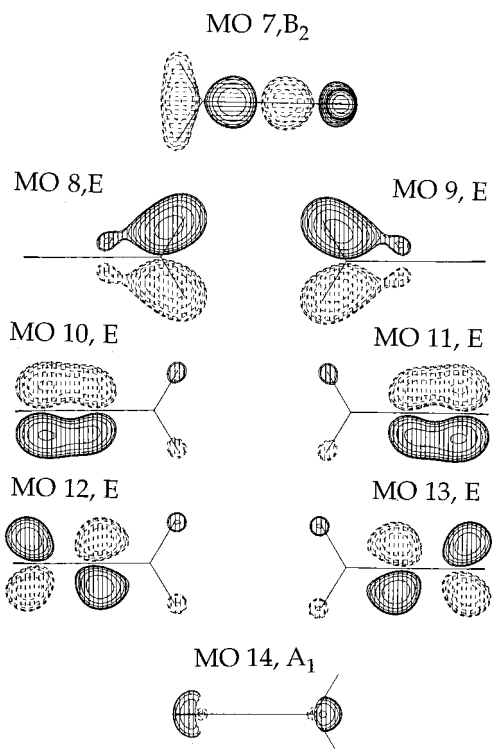 MO 7,B₂
MO 8,E
MO 9, E
MO 10, E
MO 11, E
MO 12, E
MO 13, E
MO 14, A₁